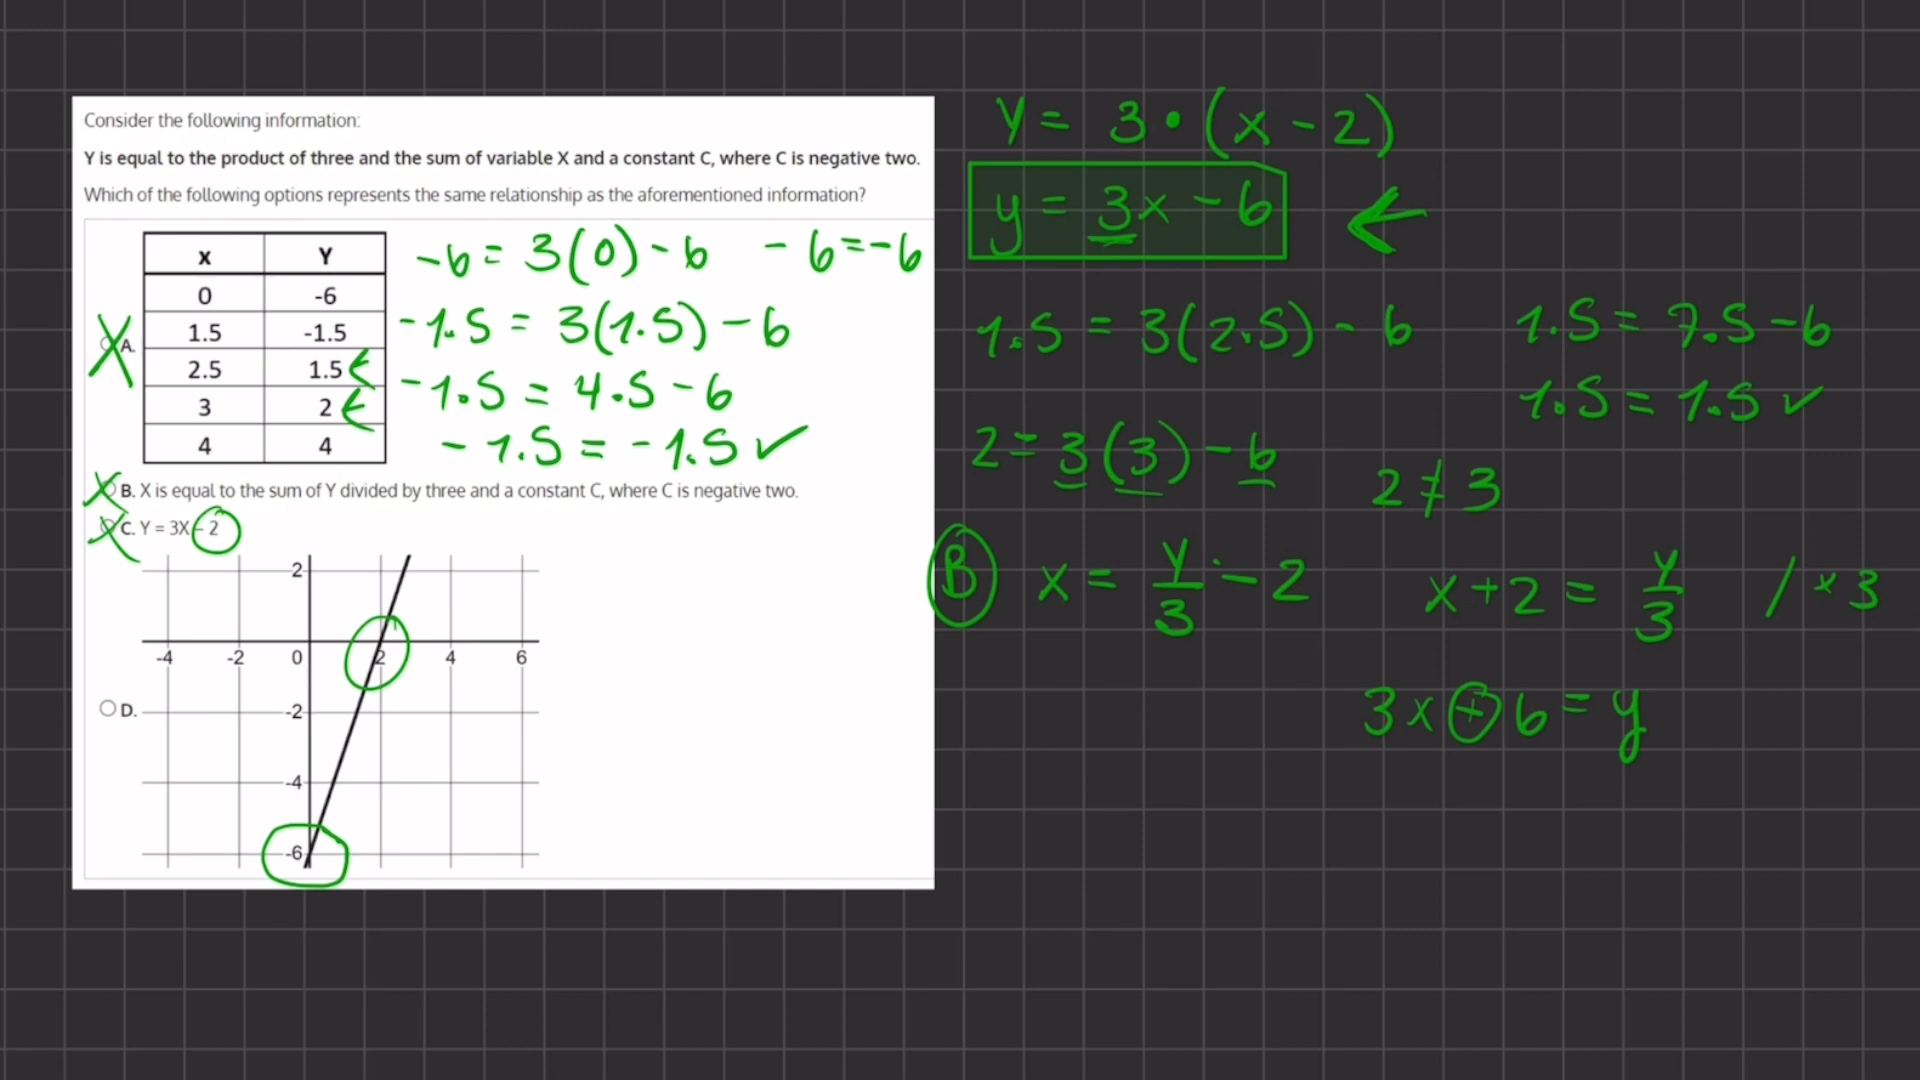 Consider the following information:
Y is equal to the product of three and the sum of variable X and a constant C, where C is negative two.
Which of the following options represents the same relationship as the aforementioned information?
A.
X Y
0 -6
1.5 -1.5
2.5 1.5
3 2
4 4
-6 = 3(0) - 6 -6 = -6
-1.5 = 3(1.5) - 6
-1.5 = 4.5 - 6
-1.5 = -1.5 ✓
B. X is equal to the sum of Y divided by three and a constant C, where C is negative two.
C. Y = 3X - 2
D.
2
-4 -2 0 2 4 6
-2
-4
-6
y = 3 · (x - 2)
y = 3x - 6 ←
1.5 = 3(2.5) - 6 1.5 = 7.5 - 6
1.5 = 1.5 ✓
2 = 3(3) - 6 2 ≠ 3
B x = y/3 - 2 x + 2 = y/3 / * 3
3x + 6 = y